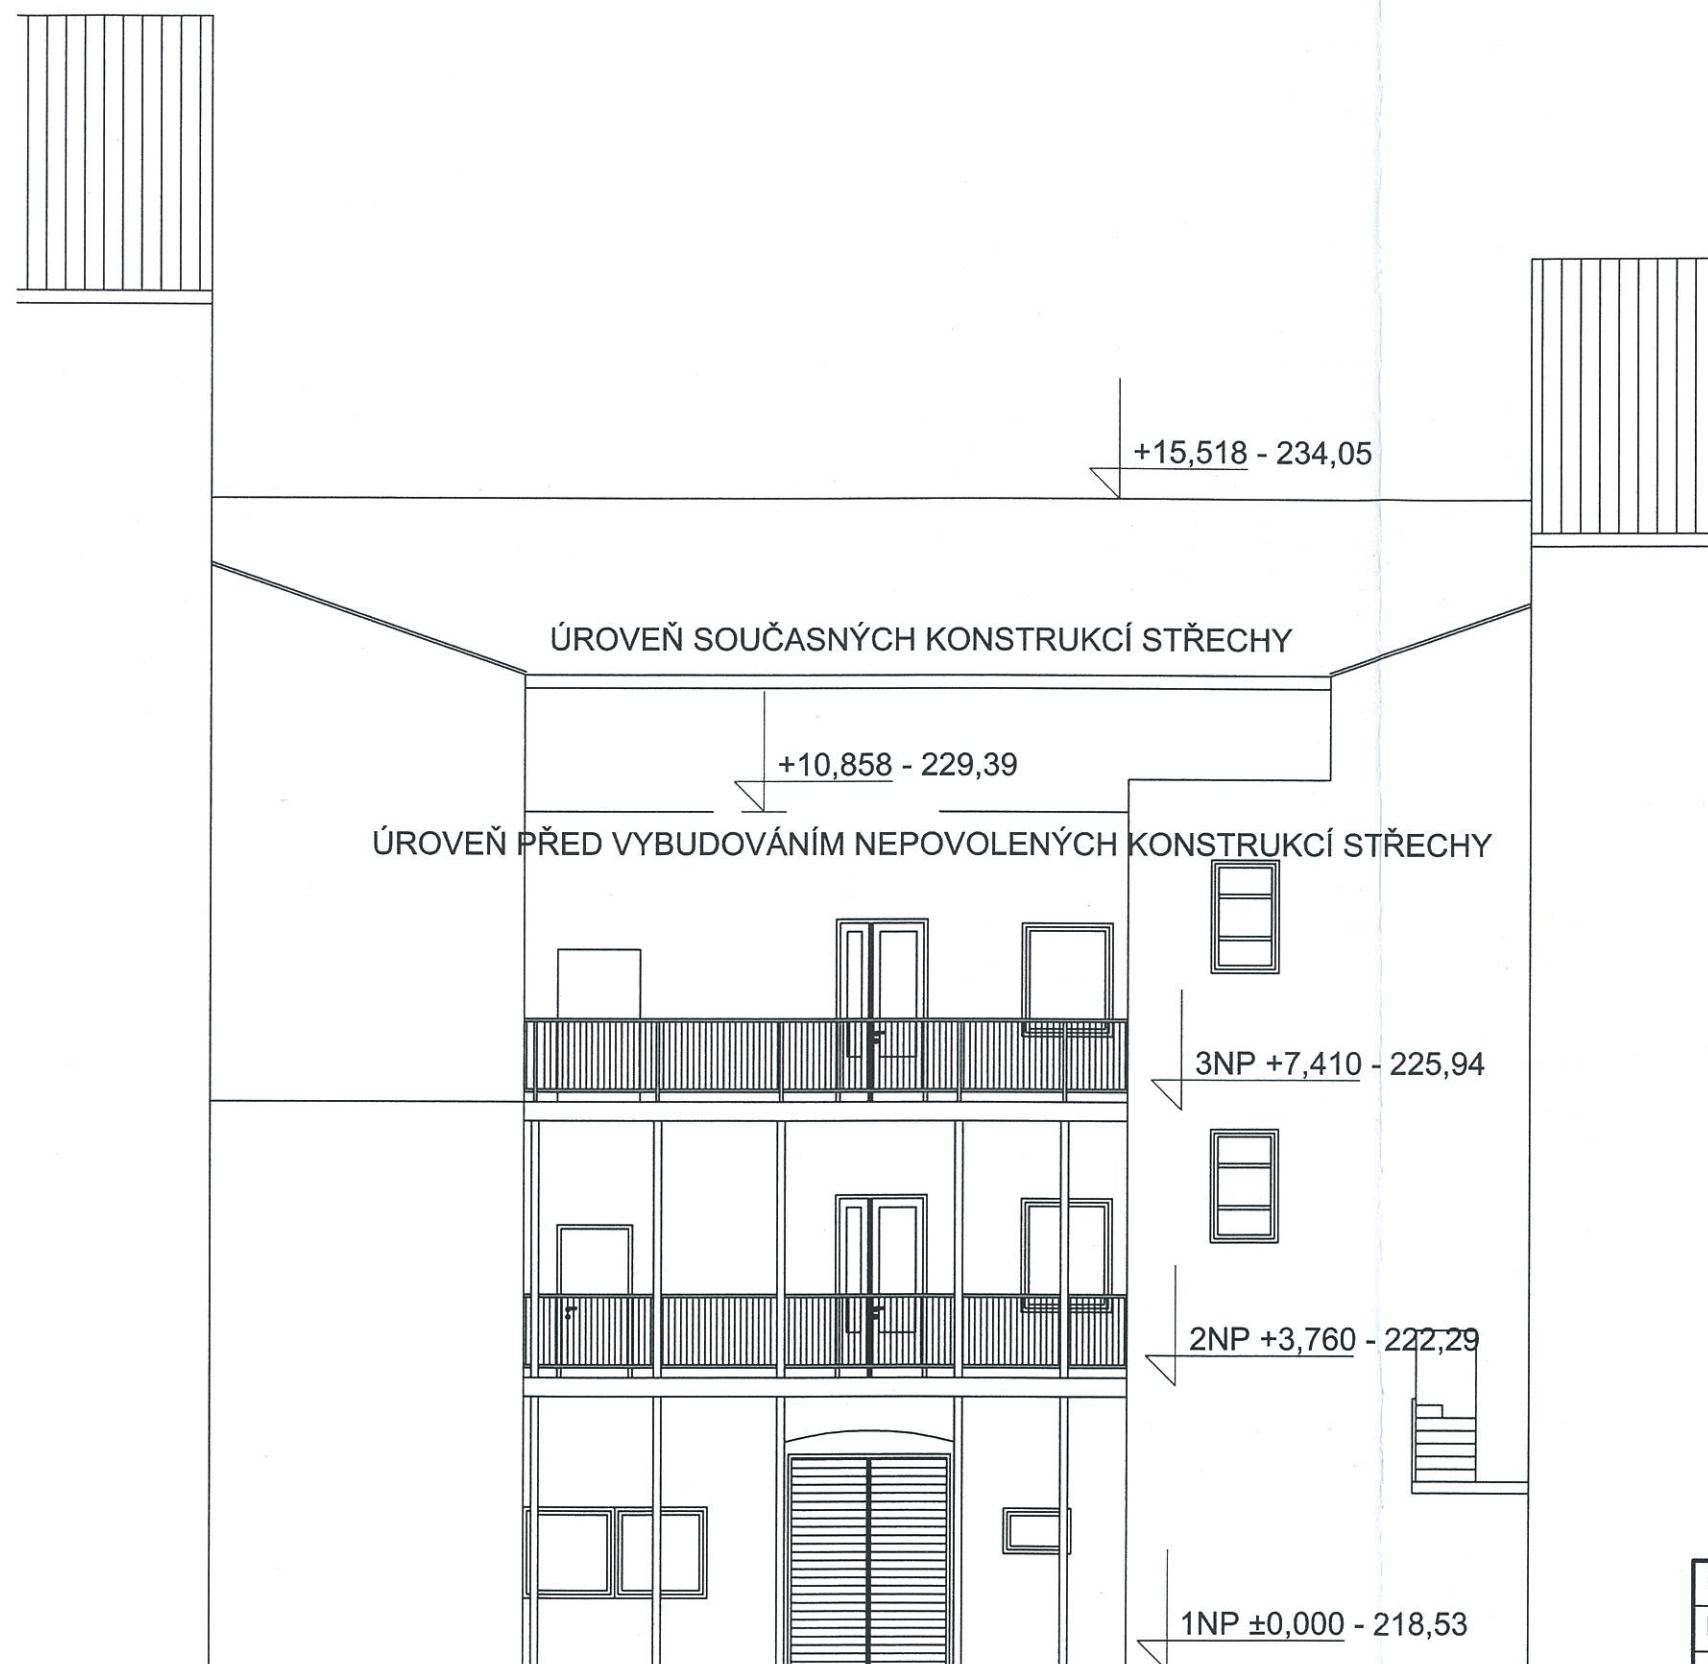 +15,518 - 234,05
ÚROVEŇ SOUČASNÝCH KONSTRUKCÍ STŘECHY
+10,858 - 229,39
ÚROVEŇ PŘED VYBUDOVÁNÍM NEPOVOLENÝCH KONSTRUKCÍ STŘECHY
3NP +7,410 - 225,94
2NP +3,760 - 222,29
1NP ±0,000 - 218,53